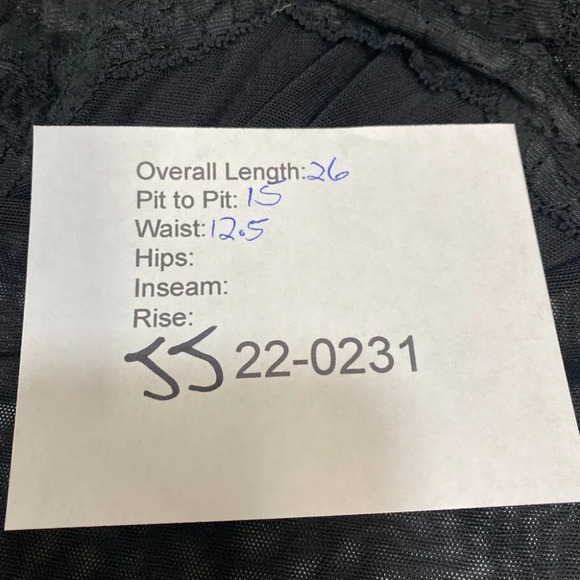 Overall Length: 26
Pit to Pit: 15
Waist: 12.5
Hips:
Inseam:
Rise:
JJ 22-0231